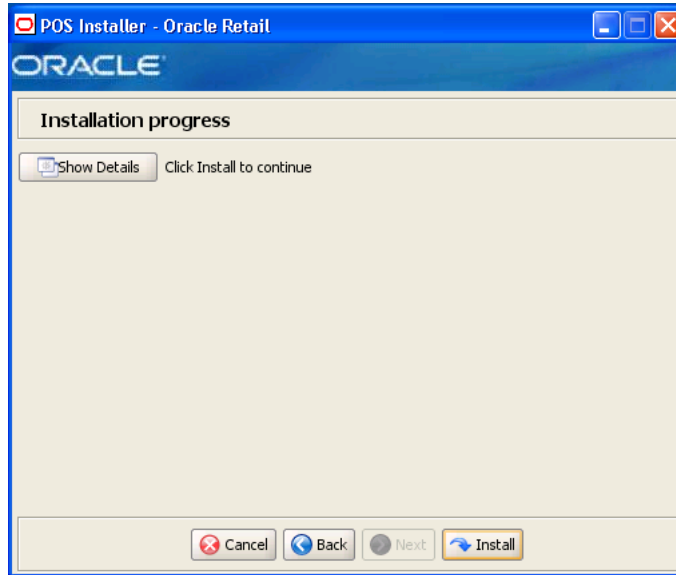 POS Installer - Oracle Retail
ORACLE
Installation progress
Show Details Click Install to continue
Cancel Back Next Install